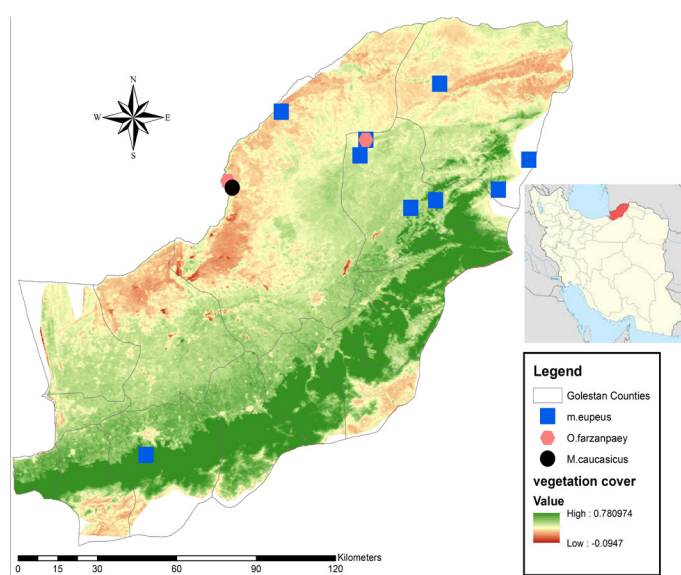 N
W
E
S
Legend
Golestan Counties
m.eupeus
O.farzanpaey
M.caucasicus
vegetation cover
Value
High : 0.780974
Low : -0.0947
Kilometers
0 15 30 60 90 120